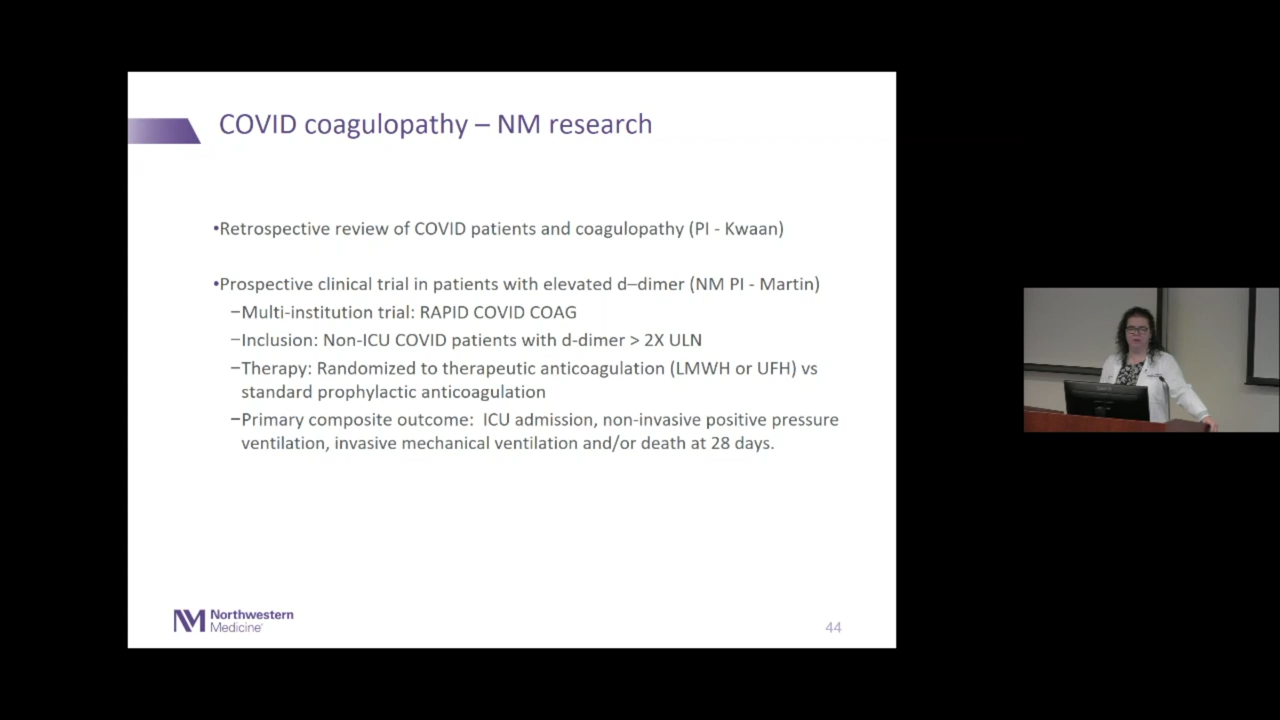 COVID coagulopathy – NM research
•Retrospective review of COVID patients and coagulopathy (PI - Kwaan)
•Prospective clinical trial in patients with elevated d–dimer (NM PI - Martin)
–Multi-institution trial: RAPID COVID COAG
–Inclusion: Non-ICU COVID patients with d-dimer > 2X ULN
–Therapy: Randomized to therapeutic anticoagulation (LMWH or UFH) vs
standard prophylactic anticoagulation
–Primary composite outcome:  ICU admission, non-invasive positive pressure
ventilation, invasive mechanical ventilation and/or death at 28 days.
NM Northwestern
Medicine®
44